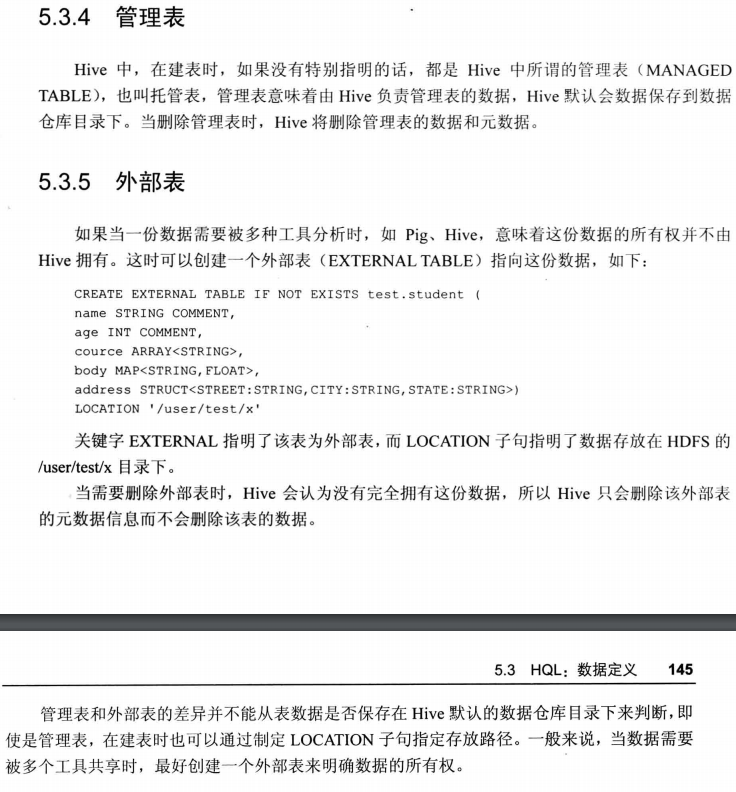 5.3.4 管理表
Hive 中，在建表时，如果没有特别指明的话，都是 Hive 中所谓的管理表（MANAGED
TABLE），也叫托管表，管理表意味着由 Hive 负责管理表的数据，Hive 默认会数据保存到数据
仓库目录下。当删除管理表时，Hive 将删除管理表的数据和元数据。
5.3.5 外部表
如果当一份数据需要被多种工具分析时，如 Pig、Hive，意味着这份数据的所有权并不由
Hive 拥有。这时可以创建一个外部表（EXTERNAL TABLE）指向这份数据，如下：
CREATE EXTERNAL TABLE IF NOT EXISTS test.student (
name STRING COMMENT,
age INT COMMENT,
cource ARRAY<STRING>,
body MAP<STRING,FLOAT>,
address STRUCT<STREET:STRING,CITY:STRING,STATE:STRING>)
LOCATION '/user/test/x'
关键字 EXTERNAL 指明了该表为外部表，而 LOCATION 子句指明了数据存放在 HDFS 的
/user/test/x 目录下。
当需要删除外部表时，Hive 会认为没有完全拥有这份数据，所以 Hive 只会删除该外部表
的元数据信息而不会删除该表的数据。
5.3 HQL：数据定义 145
管理表和外部表的差异并不能从表数据是否保存在 Hive 默认的数据仓库目录下来判断，即
使是管理表，在建表时也可以通过制定 LOCATION 子句指定存放路径。一般来说，当数据需要
被多个工具共享时，最好创建一个外部表来明确数据的所有权。